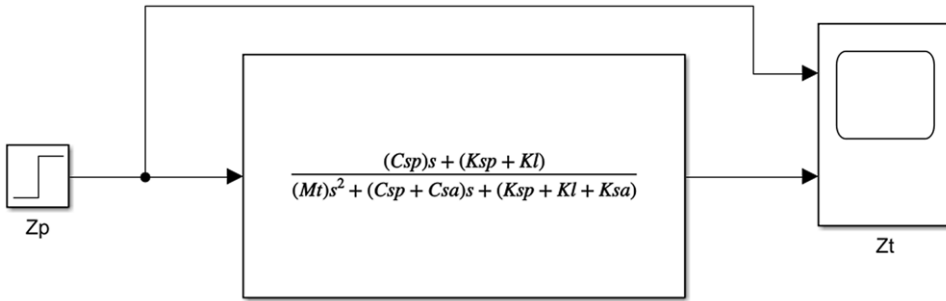 (Csp)s + (Ksp + Kl)
(Mt)s² + (Csp + Csa)s + (Ksp + Kl + Ksa)
Zp
Zt